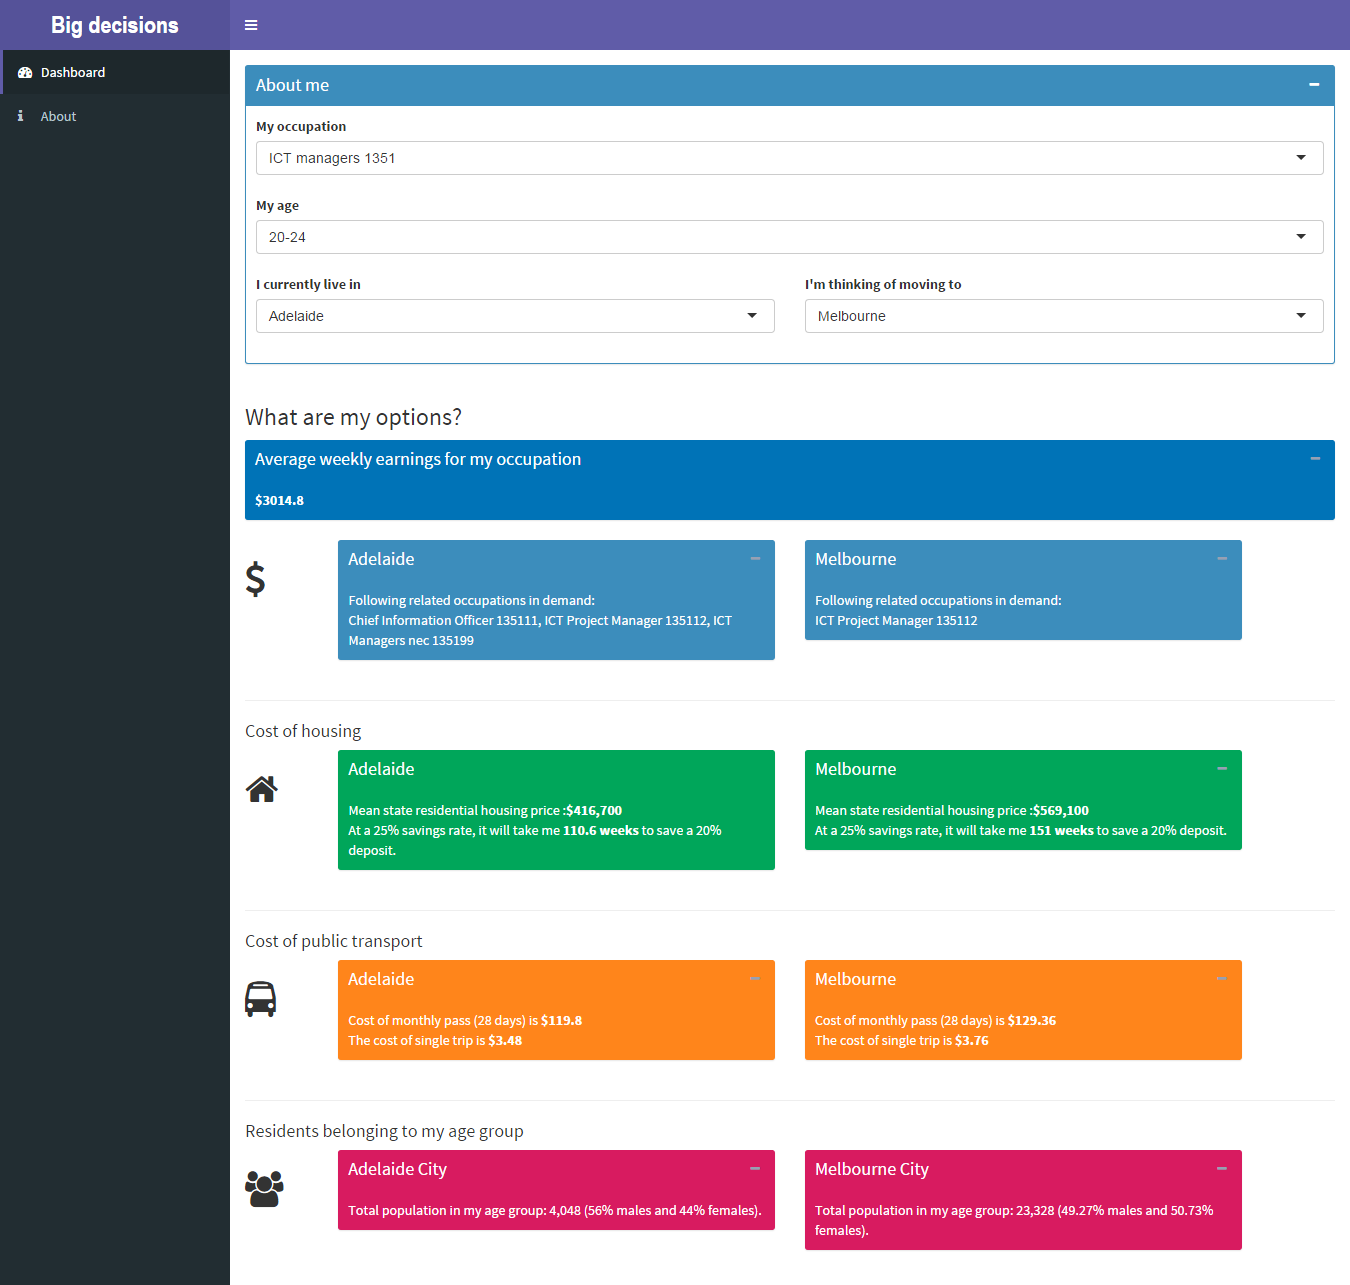 Big decisions
Dashboard
About
About me
My occupation
ICT managers 1351
My age
20-24
I currently live in
I'm thinking of moving to
Adelaide
Melbourne
What are my options?
Average weekly earnings for my occupation
$3014.8
Adelaide
Following related occupations in demand:
Chief Information Officer 135111, ICT Project Manager 135112, ICT
Managers nec 135199
Melbourne
Following related occupations in demand:
ICT Project Manager 135112
Cost of housing
Adelaide
Mean state residential housing price :$416,700
At a 25% savings rate, it will take me 110.6 weeks to save a 20%
deposit.
Melbourne
Mean state residential housing price :$569,100
At a 25% savings rate, it will take me 151 weeks to save a 20% deposit.
Cost of public transport
Adelaide
Cost of monthly pass (28 days) is $119.8
The cost of single trip is $3.48
Melbourne
Cost of monthly pass (28 days) is $129.36
The cost of single trip is $3.76
Residents belonging to my age group
Adelaide City
Total population in my age group: 4,048 (56% males and 44% females).
Melbourne City
Total population in my age group: 23,328 (49.27% males and 50.73%
females).